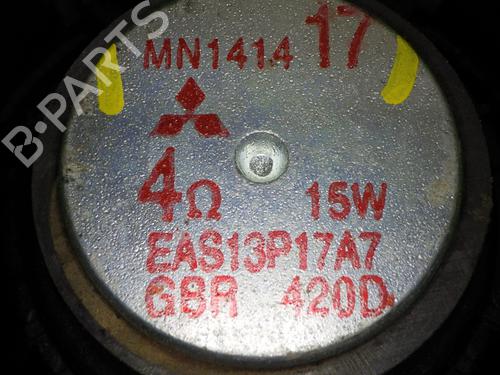 MN1414 17
4Ω 15W
EAS13P17A7
GBR 420D
B-PARTS